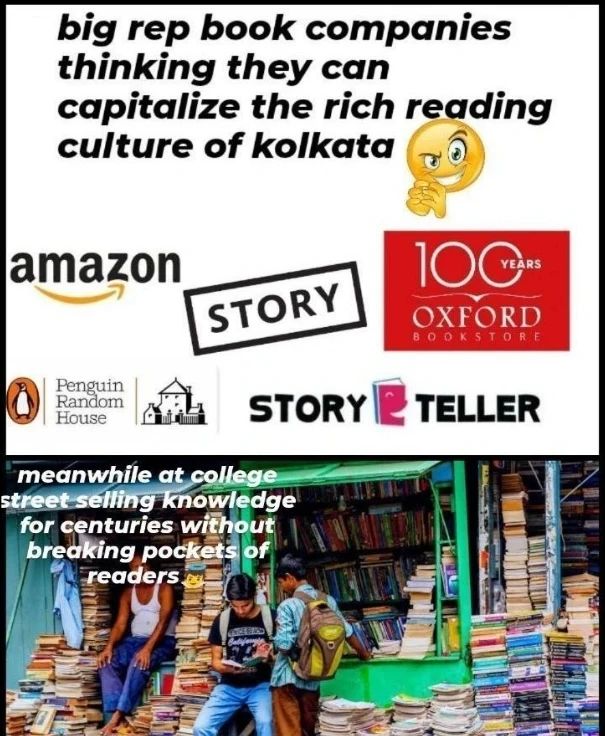 big rep book companies
thinking they can
capitalize the rich reading
culture of kolkata
amazon
STORY
100 YEARS
OXFORD
BOOKSTORE
Penguin
Random
House
STORY TELLER
meanwhile at college
street selling knowledge
for centuries without
breaking pockets of
readers